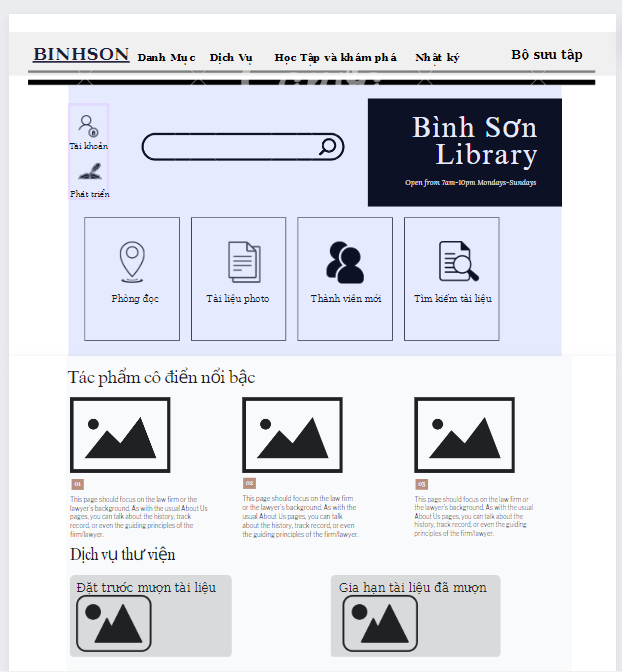 BINHSON Danh Mục Dịch Vụ Học Tập và khám phá Nhật ký Bộ sưu tập
Tài khoản
Phát triển
Bình Sơn
Library
Open from 7am-10pm Mondays-Sundays
Phòng đọc
Tài liệu photo
Thành viên mới
Tìm kiếm tài liệu
Tác phẩm cô điển nổi bậc
01
This page should focus on the law firm or the
lawyer's background. As with the usual About Us
pages, you can talk about the history, track
record, or even the guiding principles of the
firm/lawyer.
02
This page should focus on the law firm
or the lawyer's background. As with the
usual About Us pages, you can talk
about the history, track record, or even
the guiding principles of the firm/lawyer.
03
This page should focus on the law firm or
the lawyer's background. As with the usual
About Us pages, you can talk about the
history, track record, or even the guiding
principles of the firm/lawyer.
Dịch vụ thư viện
Đặt trước mượn tài liệu
Gia hạn tài liệu đã mượn